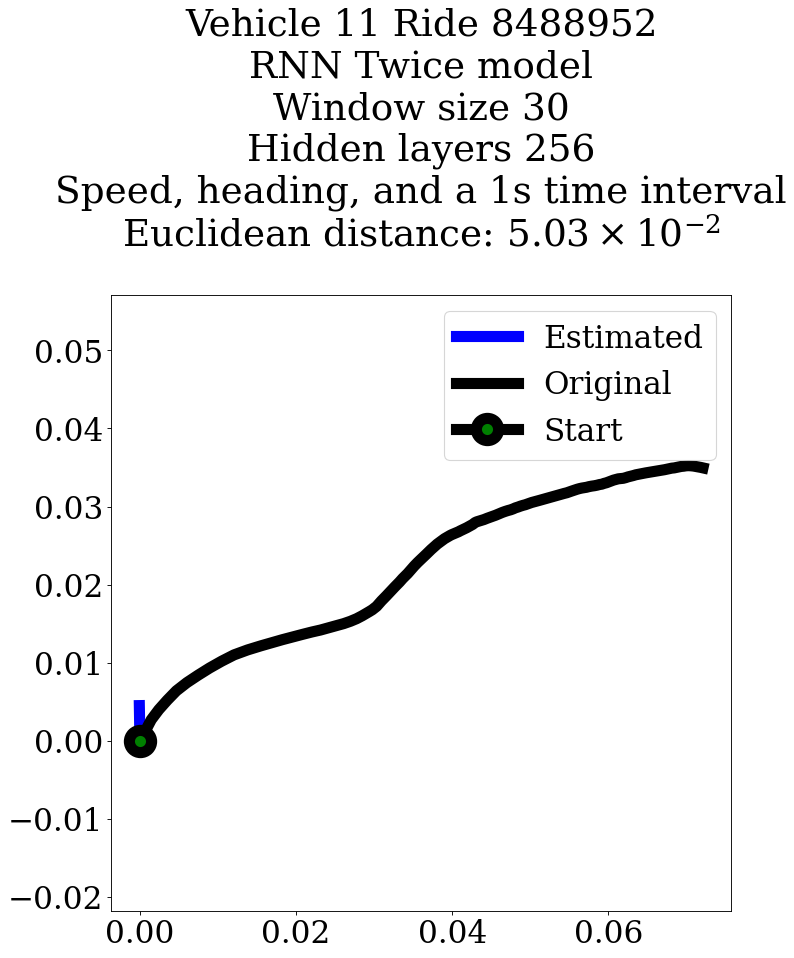 Vehicle 11 Ride 8488952
RNN Twice model
Window size 30
Hidden layers 256
Speed, heading, and a 1s time interval
Euclidean distance: 5.03 × 10⁻²
Estimated
Original
Start
0.05
0.04
0.03
0.02
0.01
0.00
−0.01
−0.02
0.00 0.02 0.04 0.06